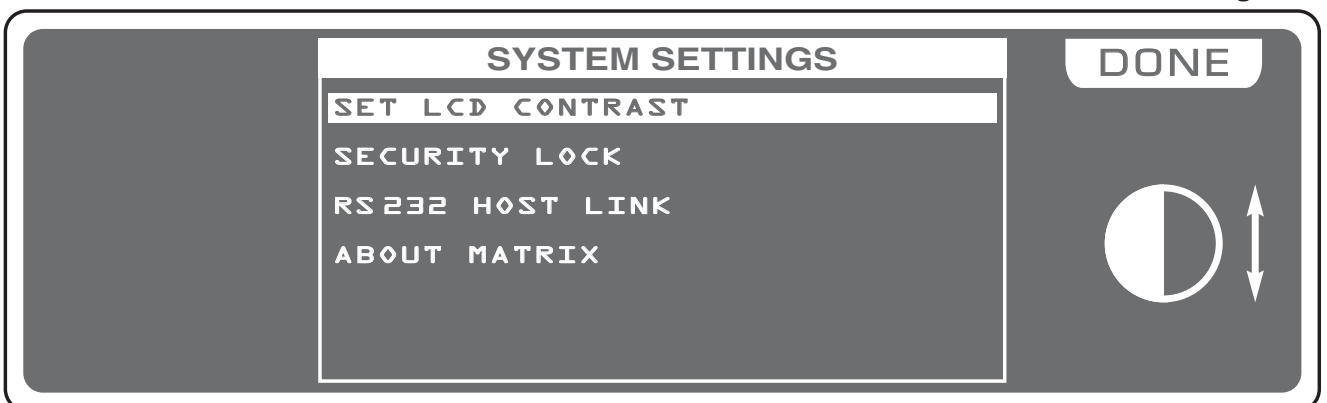 SYSTEM SETTINGS
DONE
SET LCD CONTRAST
SECURITY LOCK
RS232 HOST LINK
ABOUT MATRIX